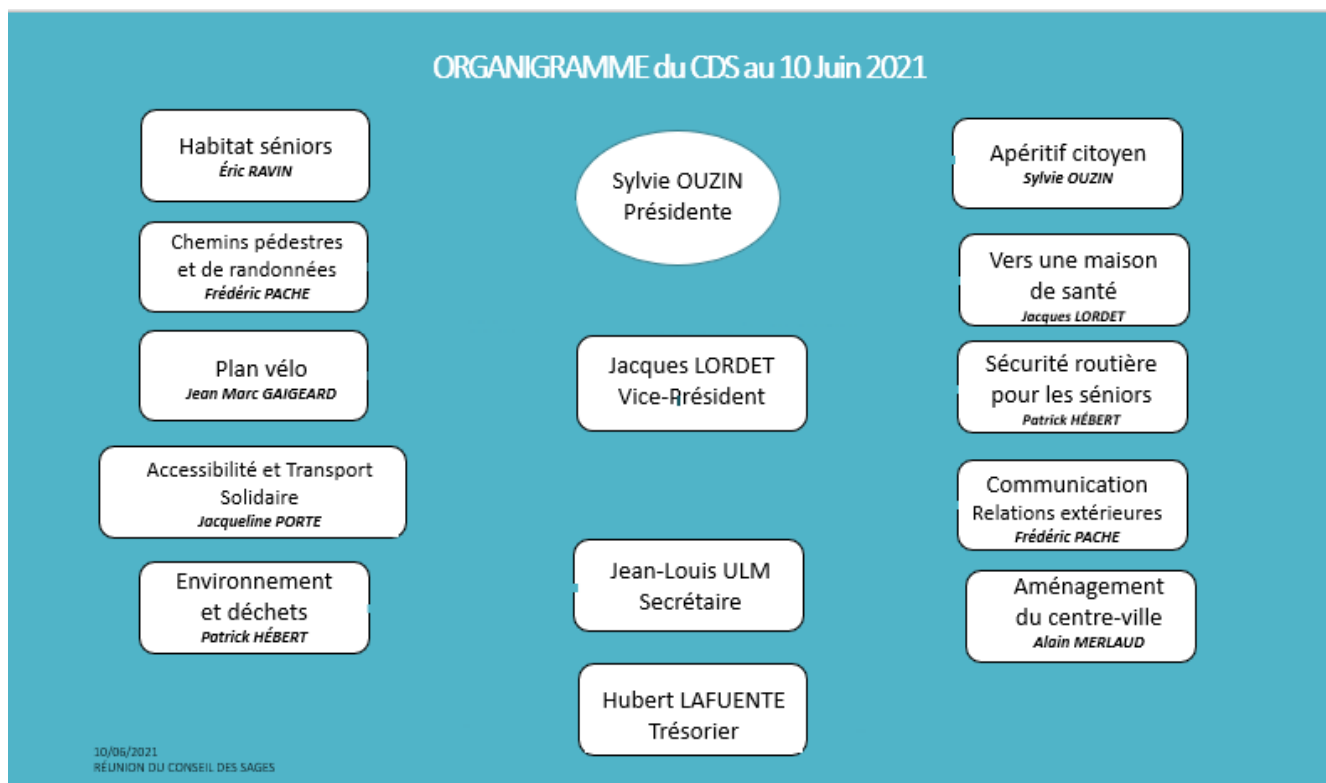 ORGANIGRAMME du CDS au 10 Juin 2021
Habitat séniors
Éric RAVIN
Chemins pédestres
et de randonnées
Frédéric PACHE
Plan vélo
Jean Marc GAIGEARD
Accessibilité et Transport
Solidaire
Jacqueline PORTE
Environnement
et déchets
Patrick HÉBERT
Sylvie OUZIN
Présidente
Jacques LORDET
Vice-Président
Jean-Louis ULM
Secrétaire
Hubert LAFUENTE
Trésorier
Apéritif citoyen
Sylvie OUZIN
Vers une maison
de santé
Jacques LORDET
Sécurité routière
pour les séniors
Patrick HÉBERT
Communication
Relations extérieures
Frédéric PACHE
Aménagement
du centre-ville
Alain MERLAUD
10/06/2021
RÉUNION DU CONSEIL DES SAGES